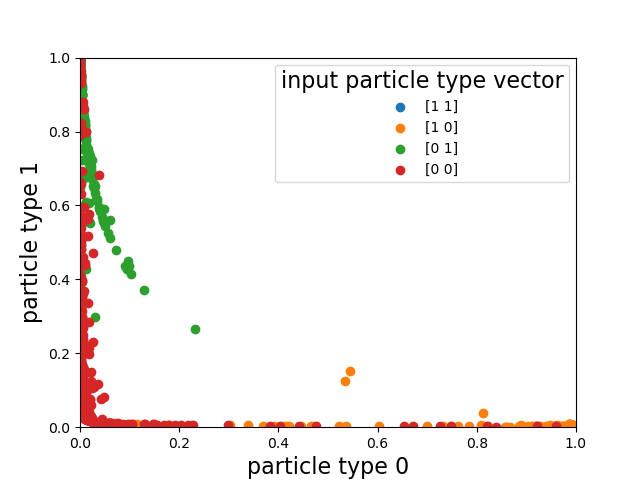 1.0
0.8
0.6
0.4
0.2
0.0
particle type 1
input particle type vector
[1 1]
[1 0]
[0 1]
[0 0]
0.0 0.2 0.4 0.6 0.8 1.0
particle type 0